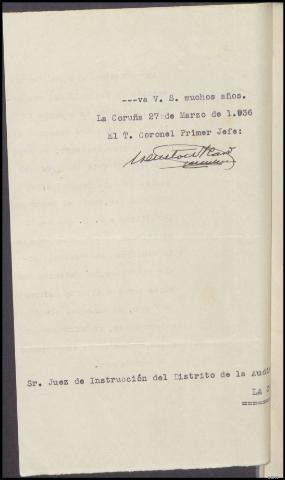 ---va V. S. muchos años.
La Coruña 27 de Marzo de 1.936
El T. Coronel Primer Jefe:
Sr. Juez de Instrucción del Distrito de la Audi
LA